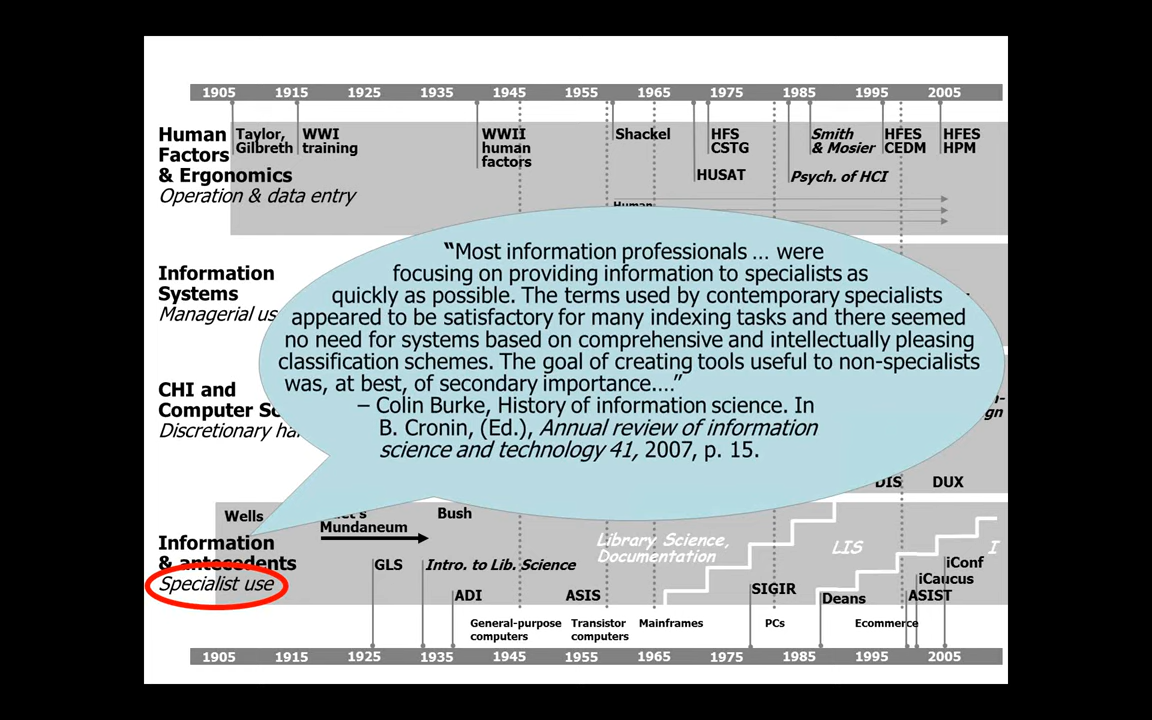 1905 1915 1925 1935 1945 1955 1965 1975 1985 1995 2005
Human
Factors
& Ergonomics
Operation & data entry
Taylor,
Gilbreth
WWI
training
WWII
human
factors
Shackel
HFS
CSTG
HUSAT
Smith
& Mosier
Psych. of HCI
HFES
CEDM
HFES
HPM
Human
Information
Systems
Managerial us
“Most information professionals … were
focusing on providing information to specialists as
quickly as possible. The terms used by contemporary specialists
appeared to be satisfactory for many indexing tasks and there seemed
no need for systems based on comprehensive and intellectually pleasing
classification schemes. The goal of creating tools useful to non-specialists
was, at best, of secondary importance….”
– Colin Burke, History of information science. In
B. Cronin, (Ed.), Annual review of information
science and technology 41, 2007, p. 15.
CHI and
Computer Sc
Discretionary ha
gn
DIS DUX
Wells
Mundaneum
Bush
Information
& antecedents
Specialist use
GLS
Intro. to Lib. Science
ADI
ASIS
Library Science,
Documentation
LIS
I
SIGIR
Deans
iConf
iCaucus
ASIST
General-purpose
computers
Transistor
computers
Mainframes
PCs
Ecommerce
1905 1915 1925 1935 1945 1955 1965 1975 1985 1995 2005